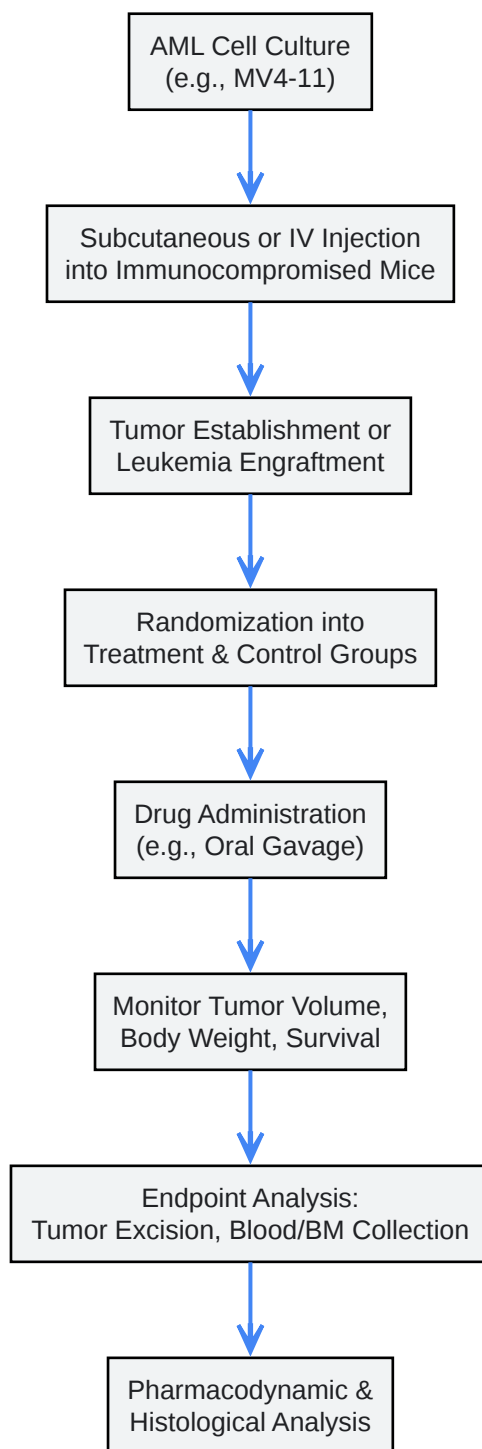 AML Cell Culture
(e.g., MV4-11)
Subcutaneous or IV Injection
into Immunocompromised Mice
Tumor Establishment or
Leukemia Engraftment
Randomization into
Treatment & Control Groups
Drug Administration
(e.g., Oral Gavage)
Monitor Tumor Volume,
Body Weight, Survival
Endpoint Analysis:
Tumor Excision, Blood/BM Collection
Pharmacodynamic &
Histological Analysis